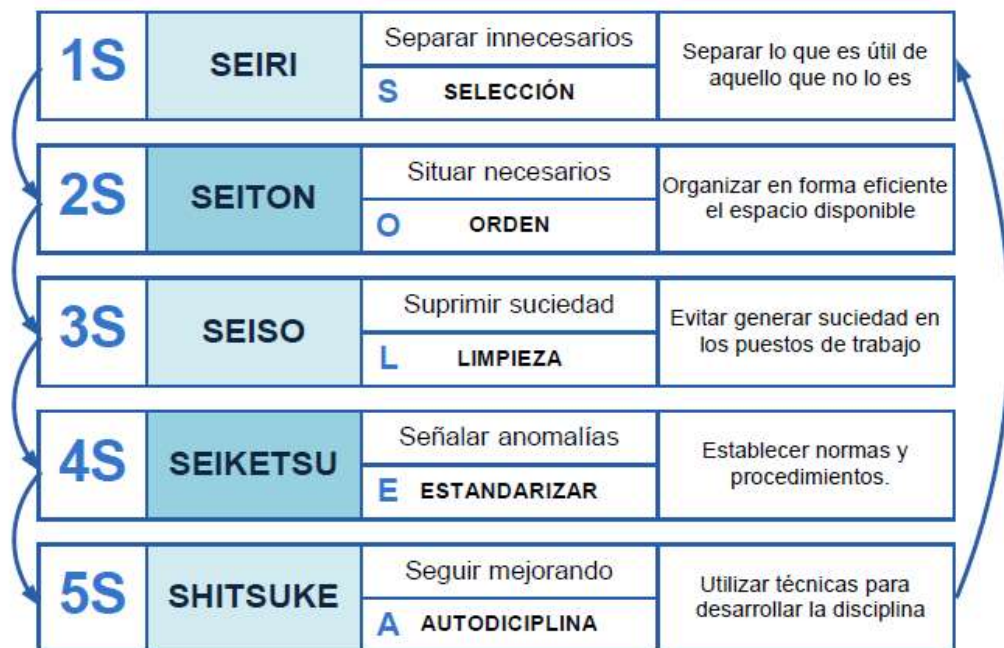 1S
SEIRI
Separar innecesarios
S SELECCIÓN
Separar lo que es útil de
aquello que no lo es
2S
SEITON
Situar necesarios
O ORDEN
Organizar en forma eficiente
el espacio disponible
3S
SEISO
Suprimir suciedad
L LIMPIEZA
Evitar generar suciedad en
los puestos de trabajo
4S
SEIKETSU
Señalar anomalías
E ESTANDARIZAR
Establecer normas y
procedimientos.
5S
SHITSUKE
Seguir mejorando
A AUTODICIPLINA
Utilizar técnicas para
desarrollar la disciplina